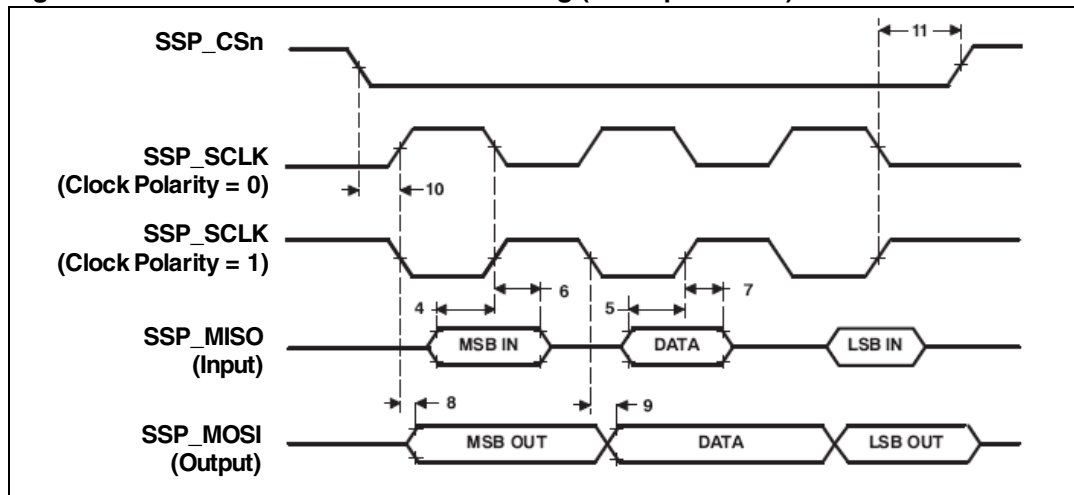 SSP_CSn
11
SSP_SCLK
(Clock Polarity = 0)
10
SSP_SCLK
(Clock Polarity = 1)
4
6
5
7
SSP_MISO
(Input)
MSB IN
DATA
LSB IN
8
9
SSP_MOSI
(Output)
MSB OUT
DATA
LSB OUT